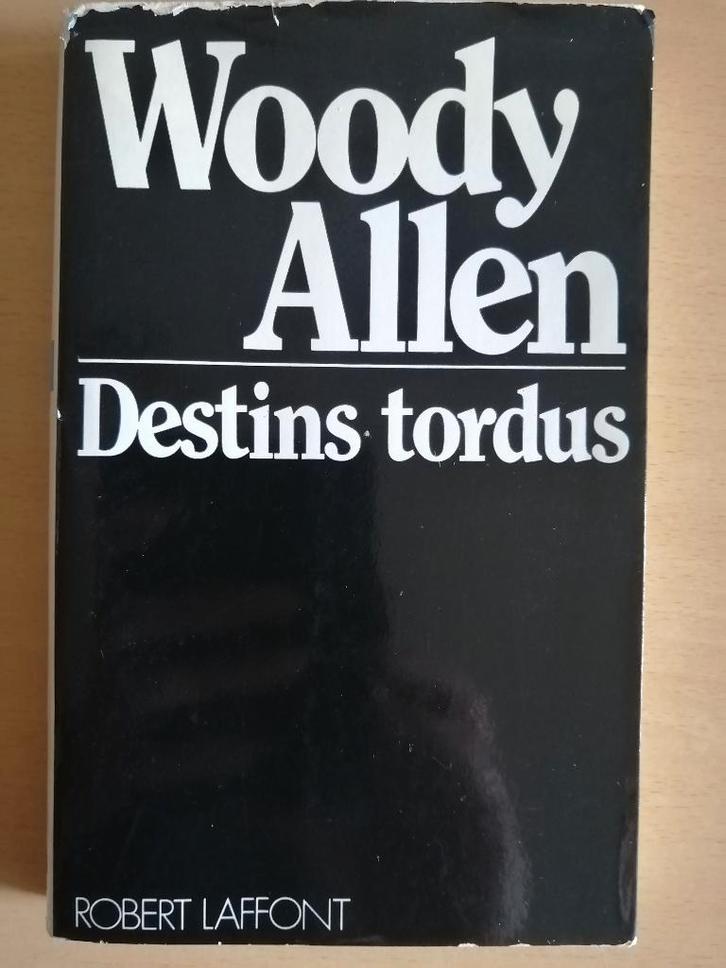 Woody
Allen
Destins tordus
ROBERT LAFFONT